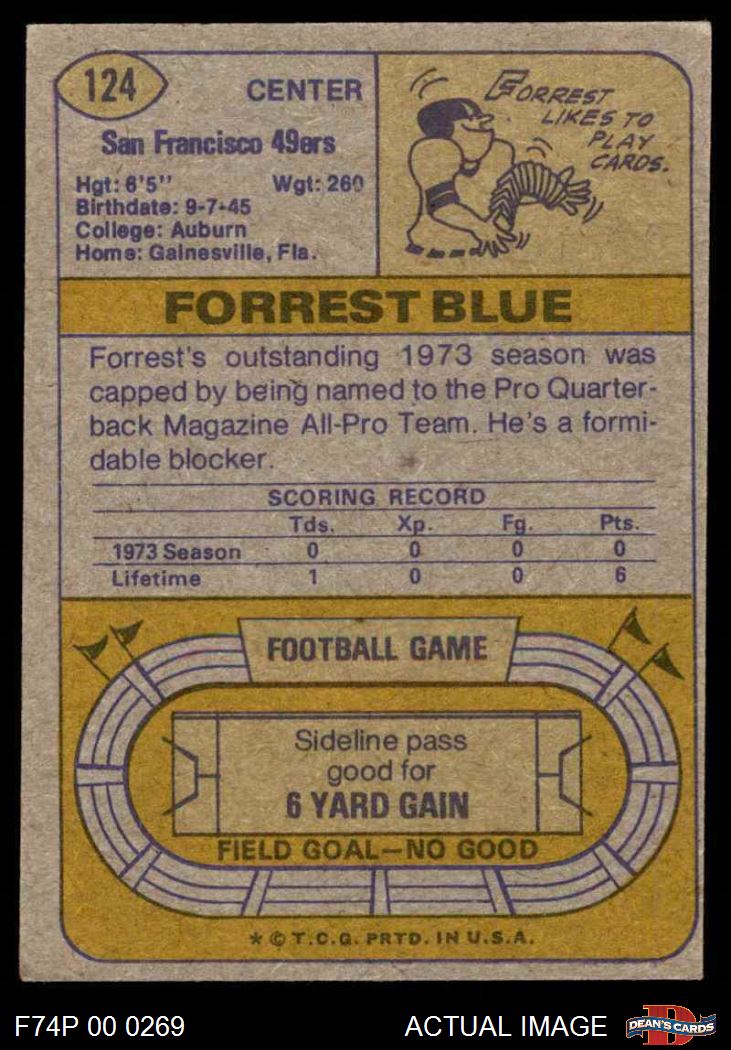 124
CENTER
San Francisco 49ers
Hgt: 6'5" Wgt: 260
Birthdate: 9-7-45
College: Auburn
Home: Gainesville, Fla.
FORREST
LIKES TO
PLAY
CARDS.
FORREST BLUE
Forrest's outstanding 1973 season was
capped by being named to the Pro Quarter-
back Magazine All-Pro Team. He's a formi-
dable blocker.
SCORING RECORD
Tds. Xp. Fg. Pts.
1973 Season 0 0 0 0
Lifetime 1 0 0 6
FOOTBALL GAME
Sideline pass
good for
6 YARD GAIN
FIELD GOAL—NO GOOD
* © T.C.G. PRTD. IN U.S.A.
F74P 00 0269 ACTUAL IMAGE
D
DEAN'S CARDS